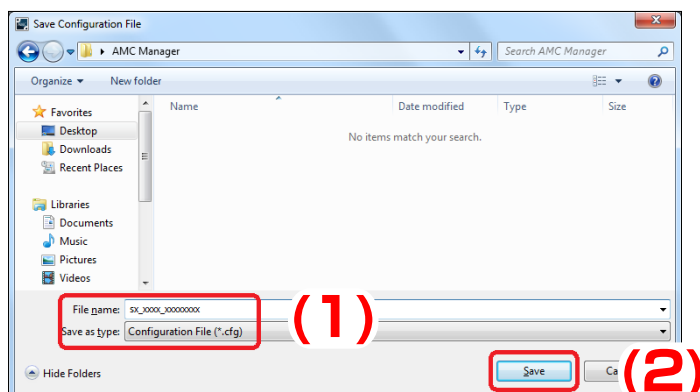 Save Configuration File
AMC Manager
Search AMC Manager
Organize
New folder
Name
Date modified
Type
Size
Favorites
Desktop
Downloads
Recent Places
No items match your search.
Libraries
Documents
Music
Pictures
Videos
File name: sx_xxxx_xxxxxxxx
Save as type: Configuration File (*.cfg)
(1)
Hide Folders
Save
Ca
(2)